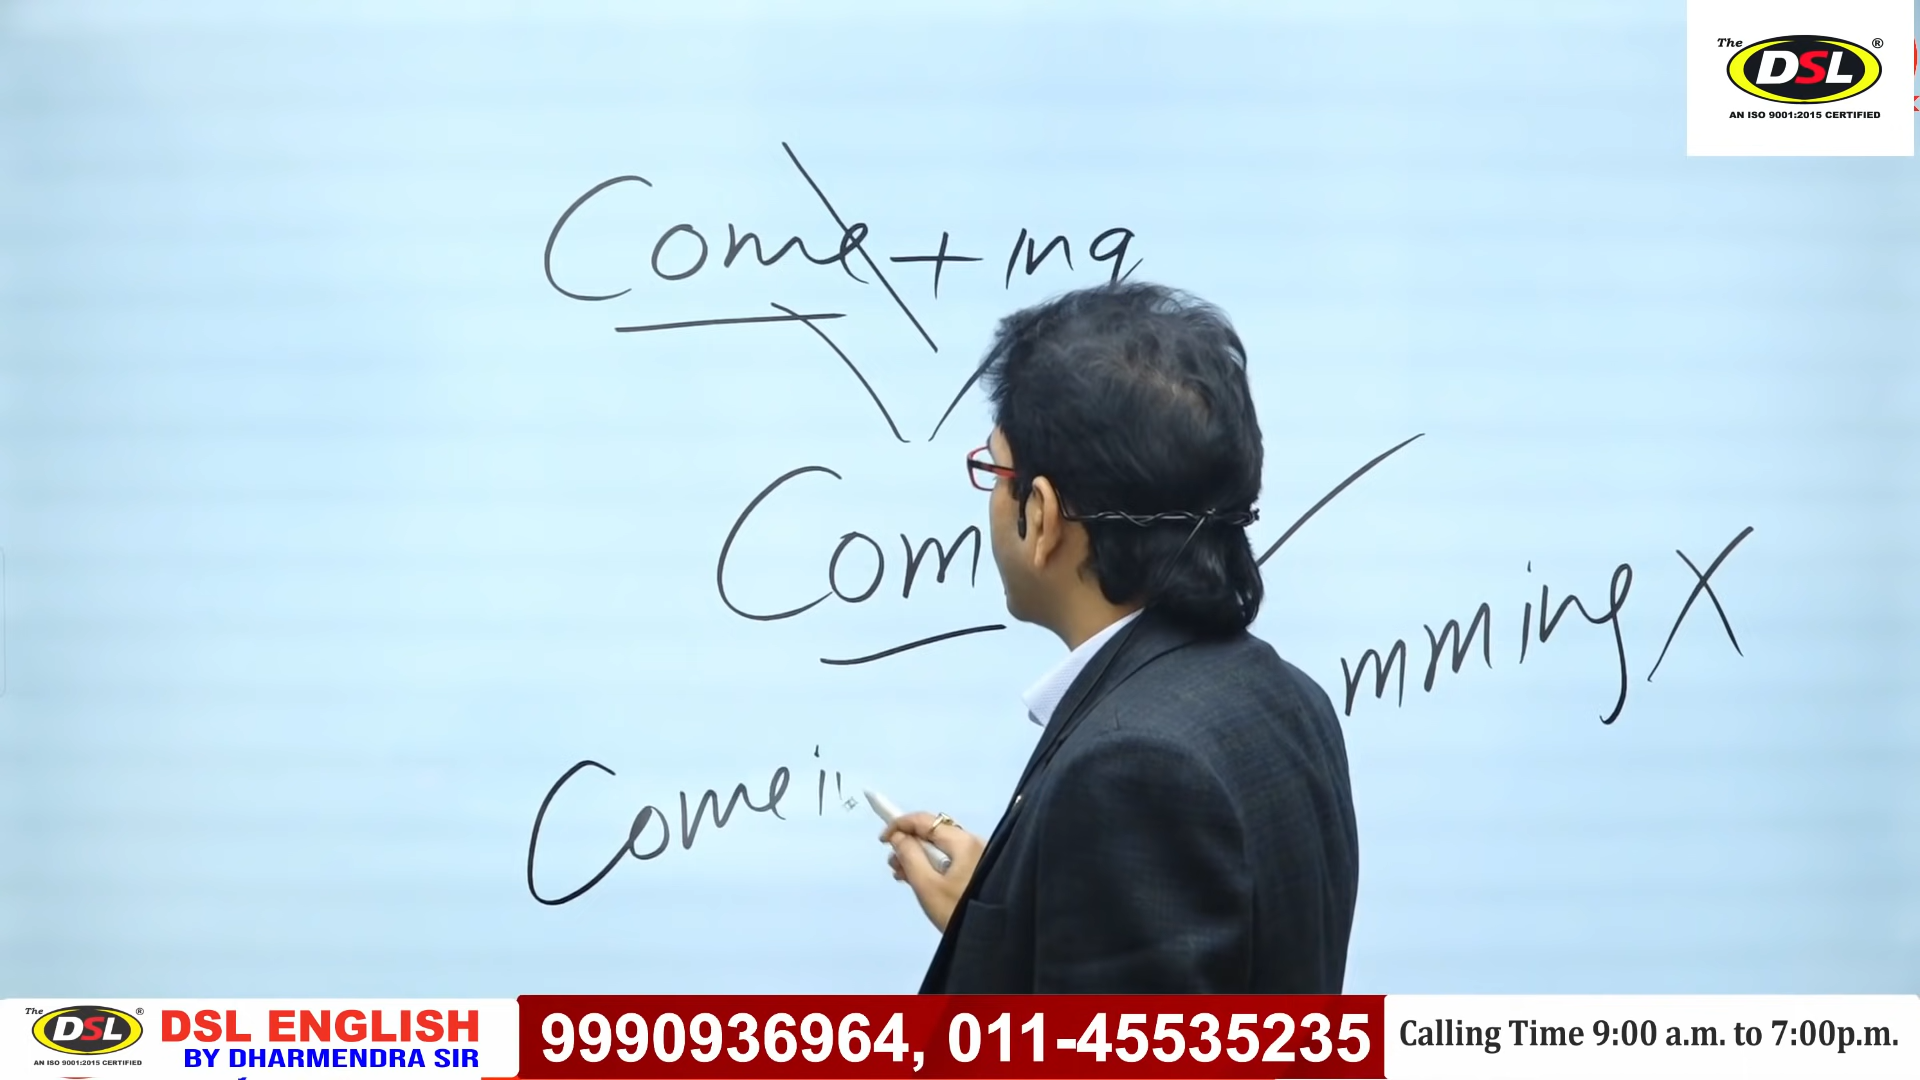 The DSL ®
AN ISO 9001:2015 CERTIFIED
Come + ing
Com
mming X
Comei
The DSL ®
AN ISO 9001:2015 CERTIFIED
DSL ENGLISH
BY DHARMENDRA SIR
9990936964, 011-45535235
Calling Time 9:00 a.m. to 7:00p.m.